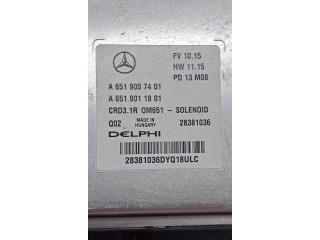 FV 10.15
HW 11.15
PD 13 M08
A 651 900 74 01
A 651 901 18 01
CRD3.1R OM651 - SOLENOID
Q02 MADE IN HUNGARY 28381036
DELPHI
28381036DYQ18ULC